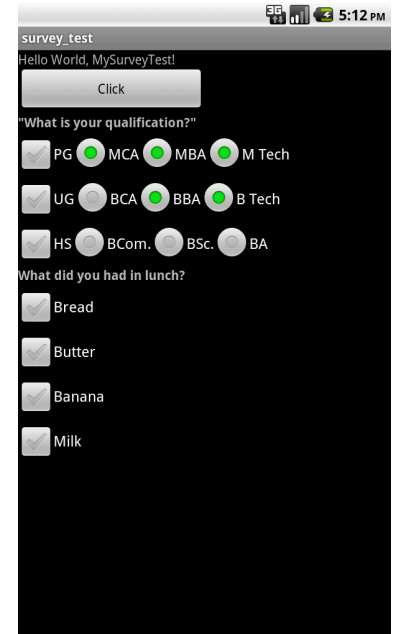 3G 5:12 PM
survey_test
Hello World, MySurveyTest!
Click
"What is your qualification?"
PG MCA MBA M Tech
UG BCA BBA B Tech
HS BCom. BSc. BA
What did you had in lunch?
Bread
Butter
Banana
Milk